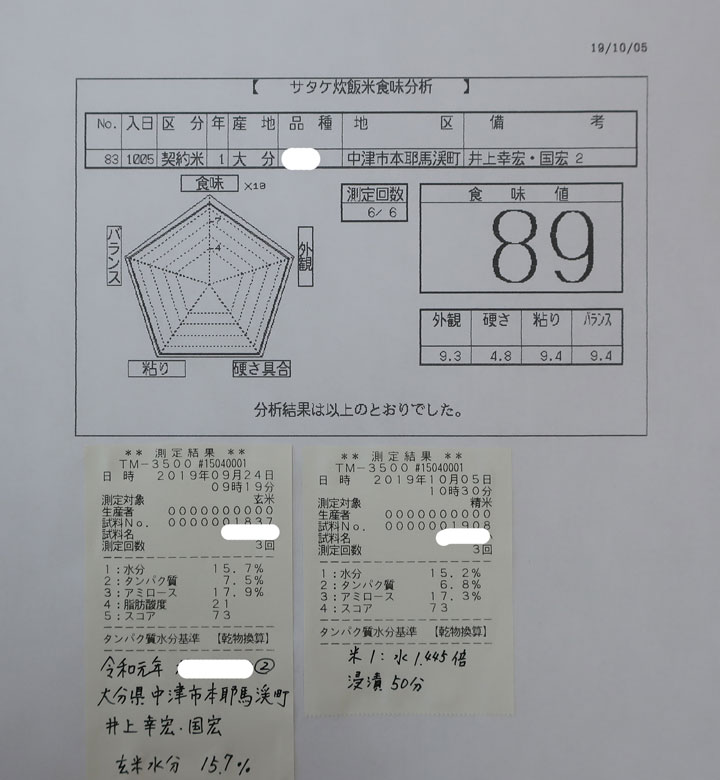 19/10/05
【 サタケ炊飯米食味分析 】
No. 入日 区分 年 産地 品種 地区 備考
83 1005 契約米 1 大分 中津市本耶馬渓町 井上幸宏・国宏 2
食味 ×10
7
4
バランス
外観
粘り
硬さ具合
測定回数
6/ 6
食味値
89
外観 硬さ 粘り バランス
9.3 4.8 9.4 9.4
分析結果は以上のとおりでした。
** 測定結果 **
TM-3500 #15040001
日時 2019年09月24日
09時19分
測定対象 玄米
生産者 0000000000
試料No. 0000001837
試料名
測定回数 3回
1:水分 15.7%
2:タンパク質 7.5%
3:アミロース 17.9%
4:脂肪酸度 21
5:スコア 73
タンパク質水分基準 【乾物換算】
令和元年 ②
大分県中津市本耶馬渓町
井上幸宏・国宏
玄米水分 15.7%
** 測定結果 **
TM-3500 #15040001
日時 2019年10月05日
10時30分
測定対象 精米
生産者 0000000000
試料No. 0000001908
試料名
測定回数 3回
1:水分 15.2%
2:タンパク質 6.8%
3:アミロース 17.3%
4:スコア 73
タンパク質水分基準 【乾物換算】
米1:水1.445倍
浸漬50分